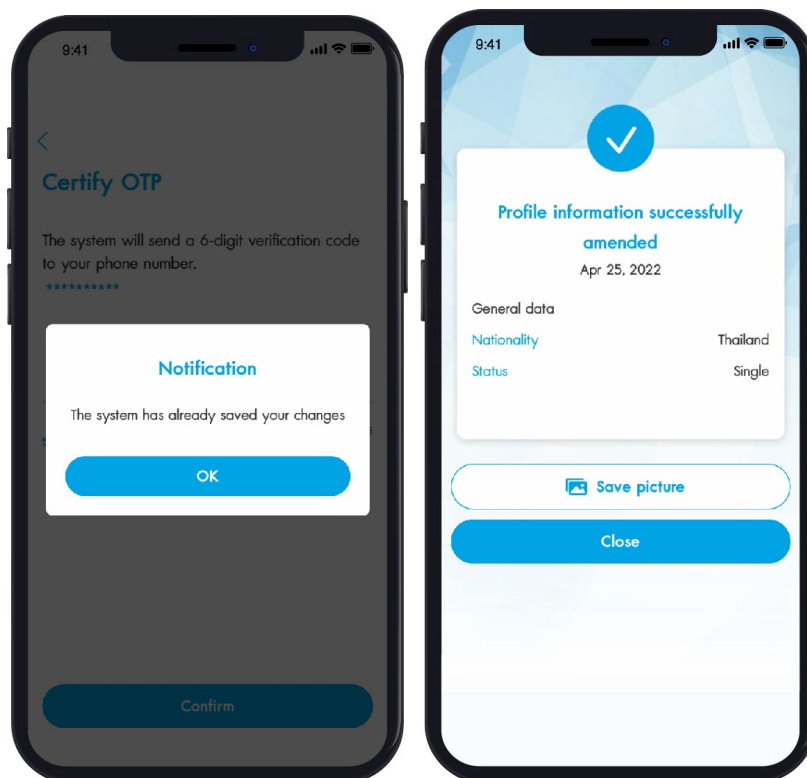 9:41
Certify OTP
The system will send a 6-digit verification code
to your phone number.
**********
Notification
The system has already saved your changes
OK
Confirm
9:41
Profile information successfully
amended
Apr 25, 2022
General data
Nationality Thailand
Status Single
Save picture
Close